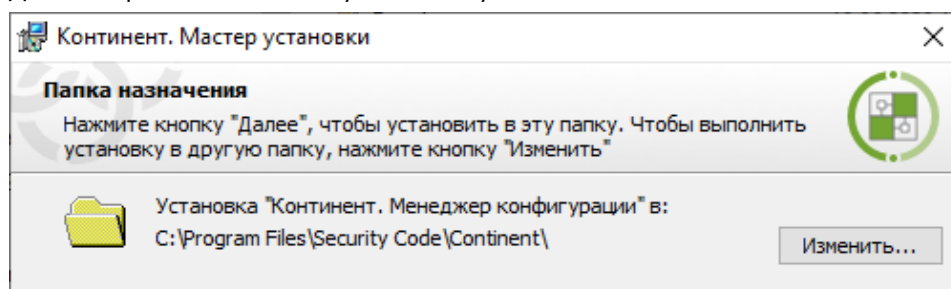 Континент. Мастер установки
Папка назначения
Нажмите кнопку "Далее", чтобы установить в эту папку. Чтобы выполнить
установку в другую папку, нажмите кнопку "Изменить"
Установка "Континент. Менеджер конфигурации" в:
C:\Program Files\Security Code\Continent\
Изменить...